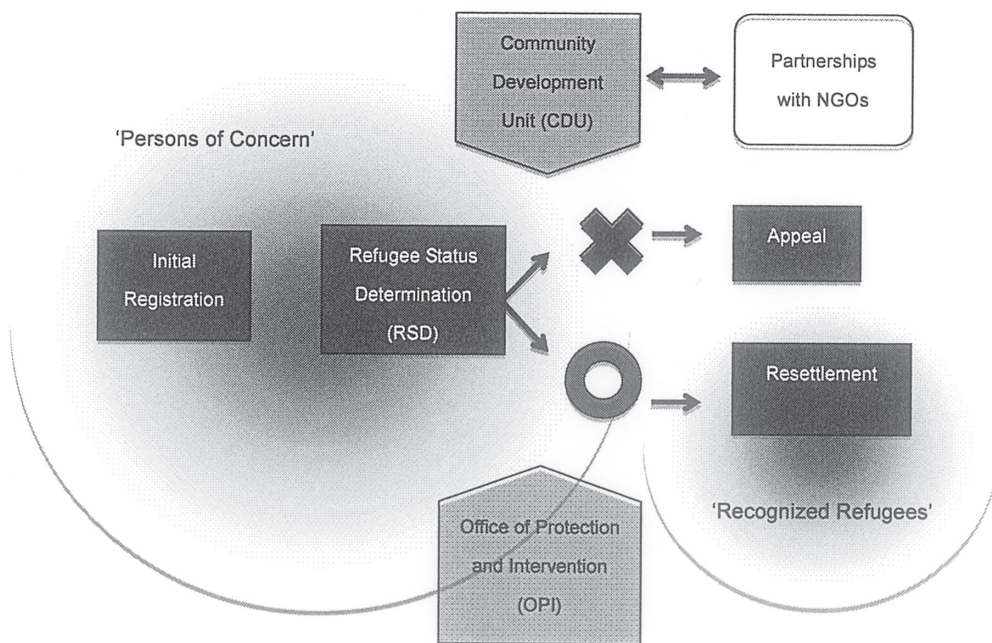 Community
Development
Unit (CDU)
Partnerships
with NGOs
'Persons of Concern'
Initial
Registration
Refugee Status
Determination
(RSD)
Appeal
Resettlement
'Recognized Refugees'
Office of Protection
and Intervention
(OPI)